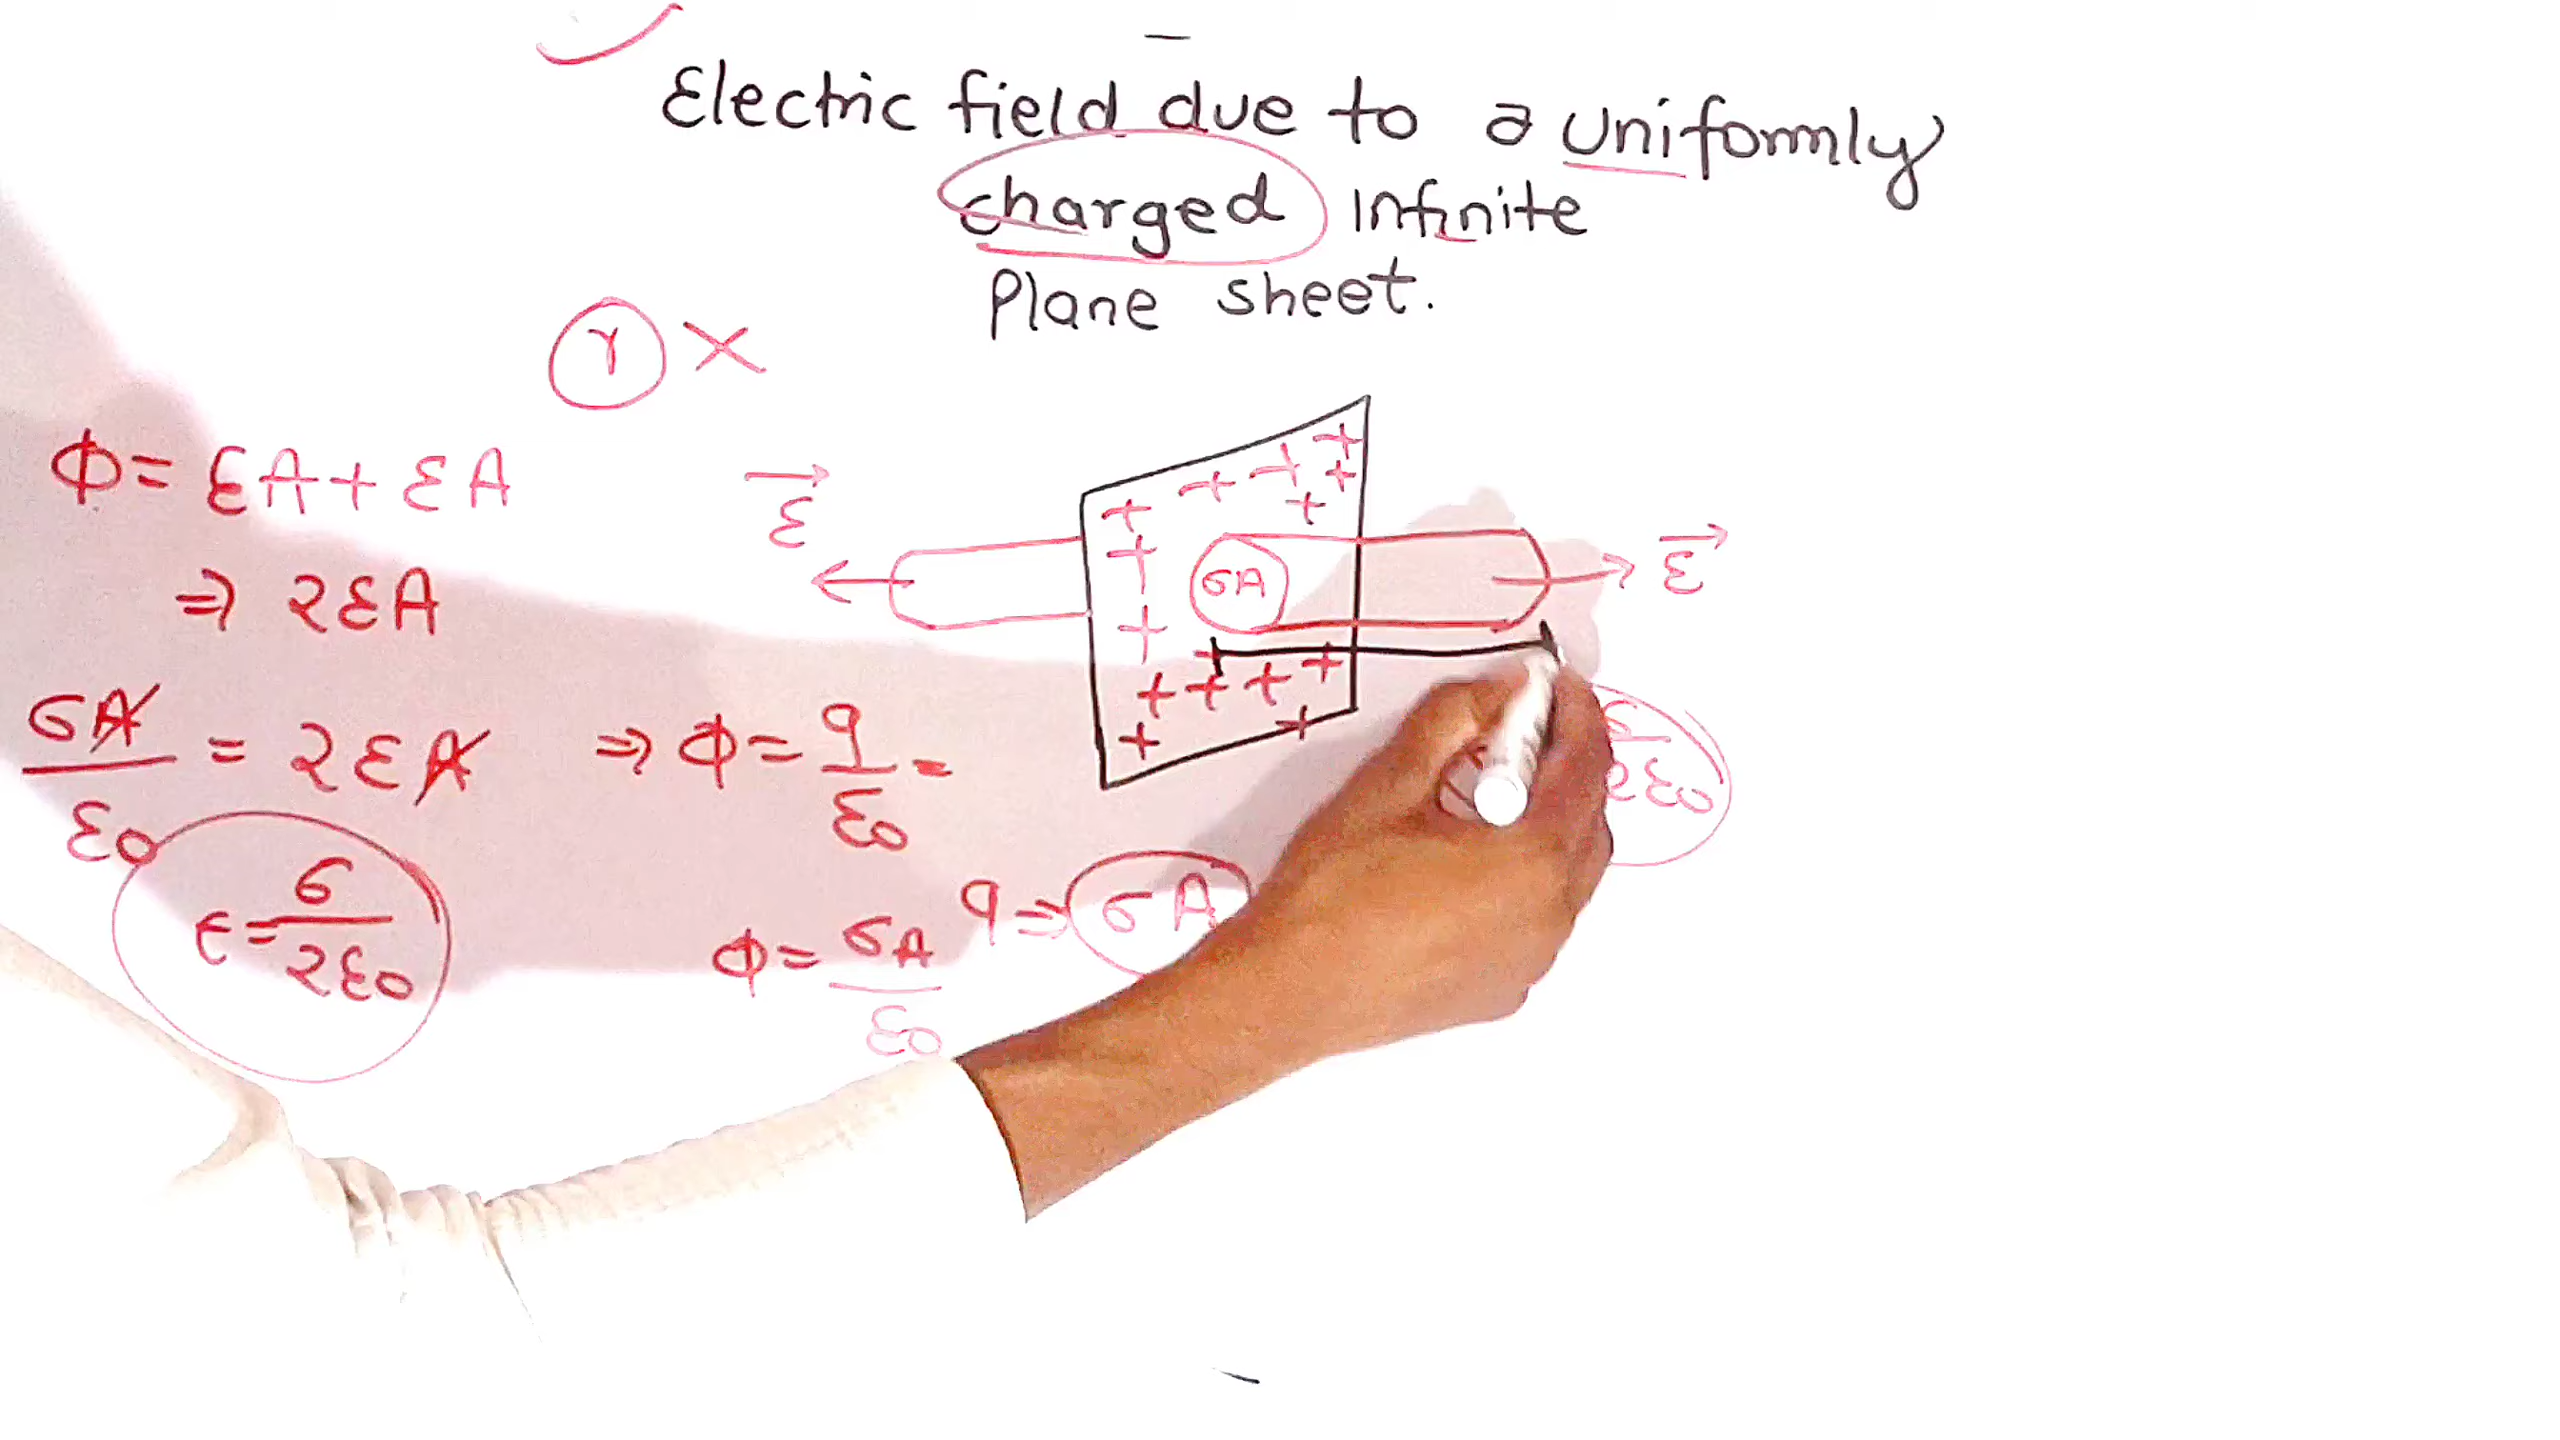 Electric field due to a uniformly
charged Infinite
Plane sheet.
r ×
Φ = EA + EA
⇒ 2EA
σA/ε0 = 2EA ⇒ Φ = q/ε0 =
E = σ/2ε0
Φ = σA/ε0
q ⇒ σA
E
σA
E
2ε0